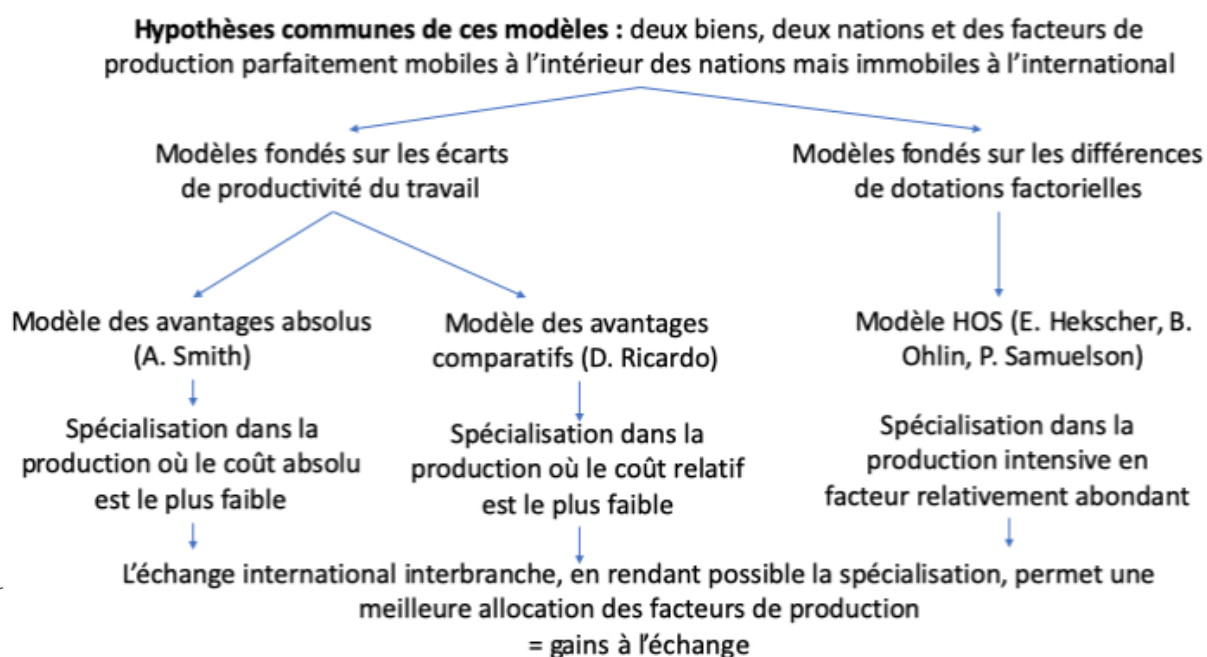 Hypothèses communes de ces modèles : deux biens, deux nations et des facteurs de
production parfaitement mobiles à l'intérieur des nations mais immobiles à l'international
Modèles fondés sur les écarts
de productivité du travail
Modèles fondés sur les différences
de dotations factorielles
Modèle des avantages absolus
(A. Smith)
Modèle des avantages
comparatifs (D. Ricardo)
Modèle HOS (E. Hekscher, B.
Ohlin, P. Samuelson)
Spécialisation dans la
production où le coût absolu
est le plus faible
Spécialisation dans la
production où le coût relatif
est le plus faible
Spécialisation dans la
production intensive en
facteur relativement abondant
L'échange international interbranche, en rendant possible la spécialisation, permet une
meilleure allocation des facteurs de production
= gains à l'échange